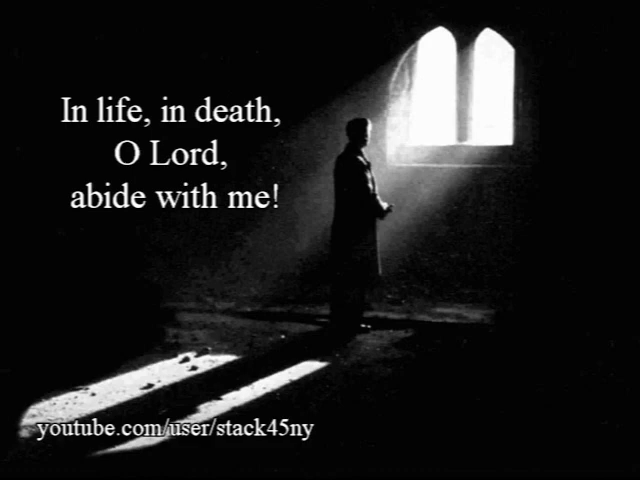 In life, in death,
O Lord,
abide with me!
youtube.com/user/stack45ny